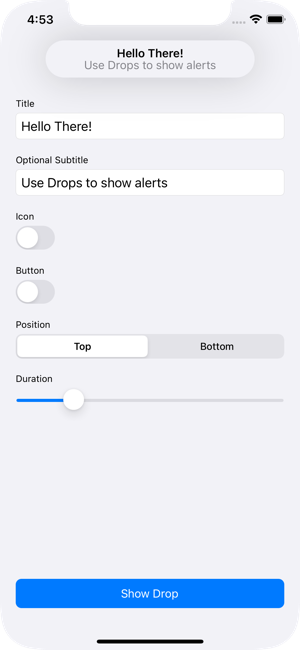 4:53
Hello There!
Use Drops to show alerts
Title
Hello There!
Optional Subtitle
Use Drops to show alerts
Icon
Button
Position
Top Bottom
Duration
Show Drop